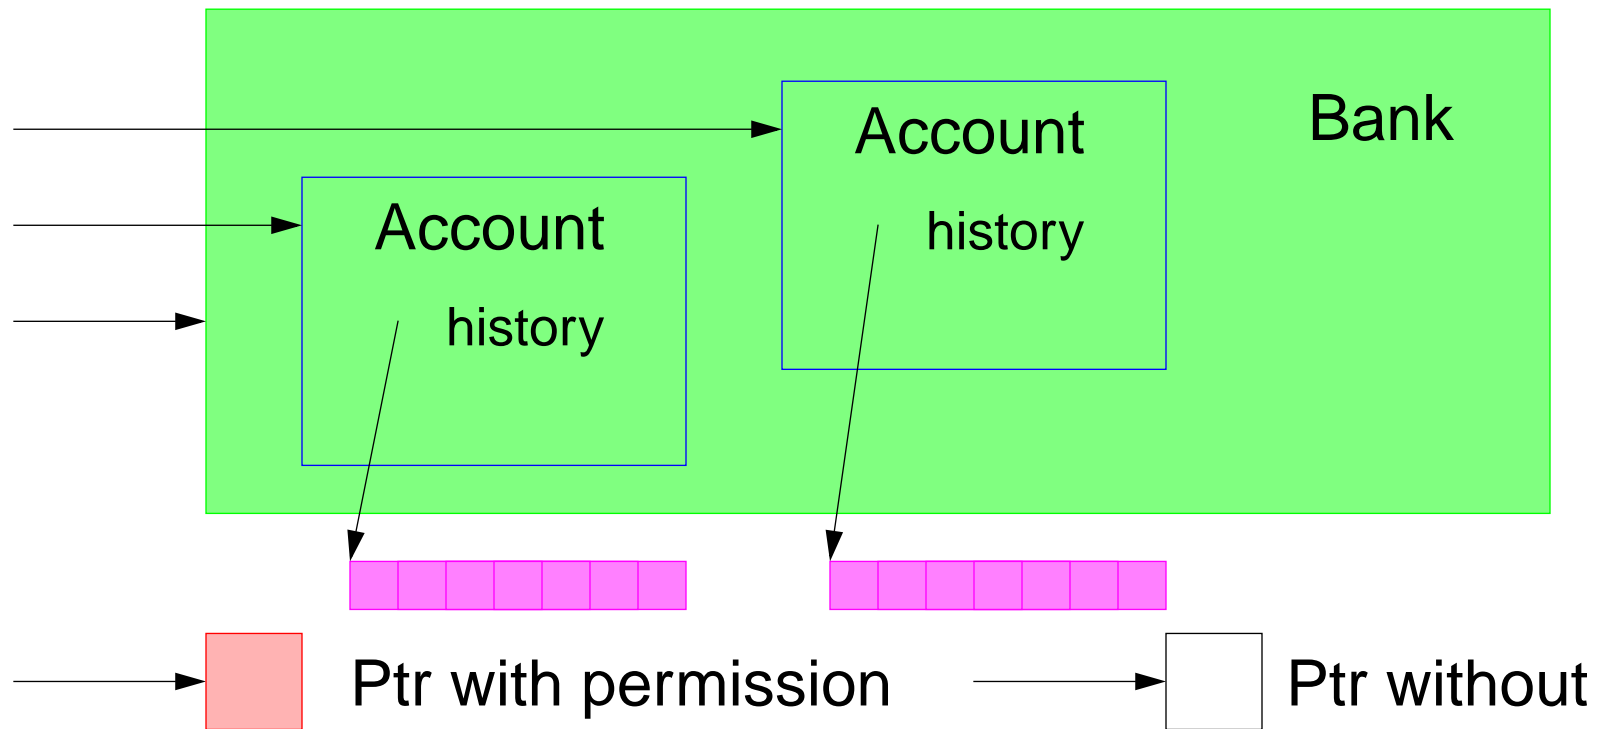 Bank
Account
history
Account
history
Ptr with permission
Ptr without